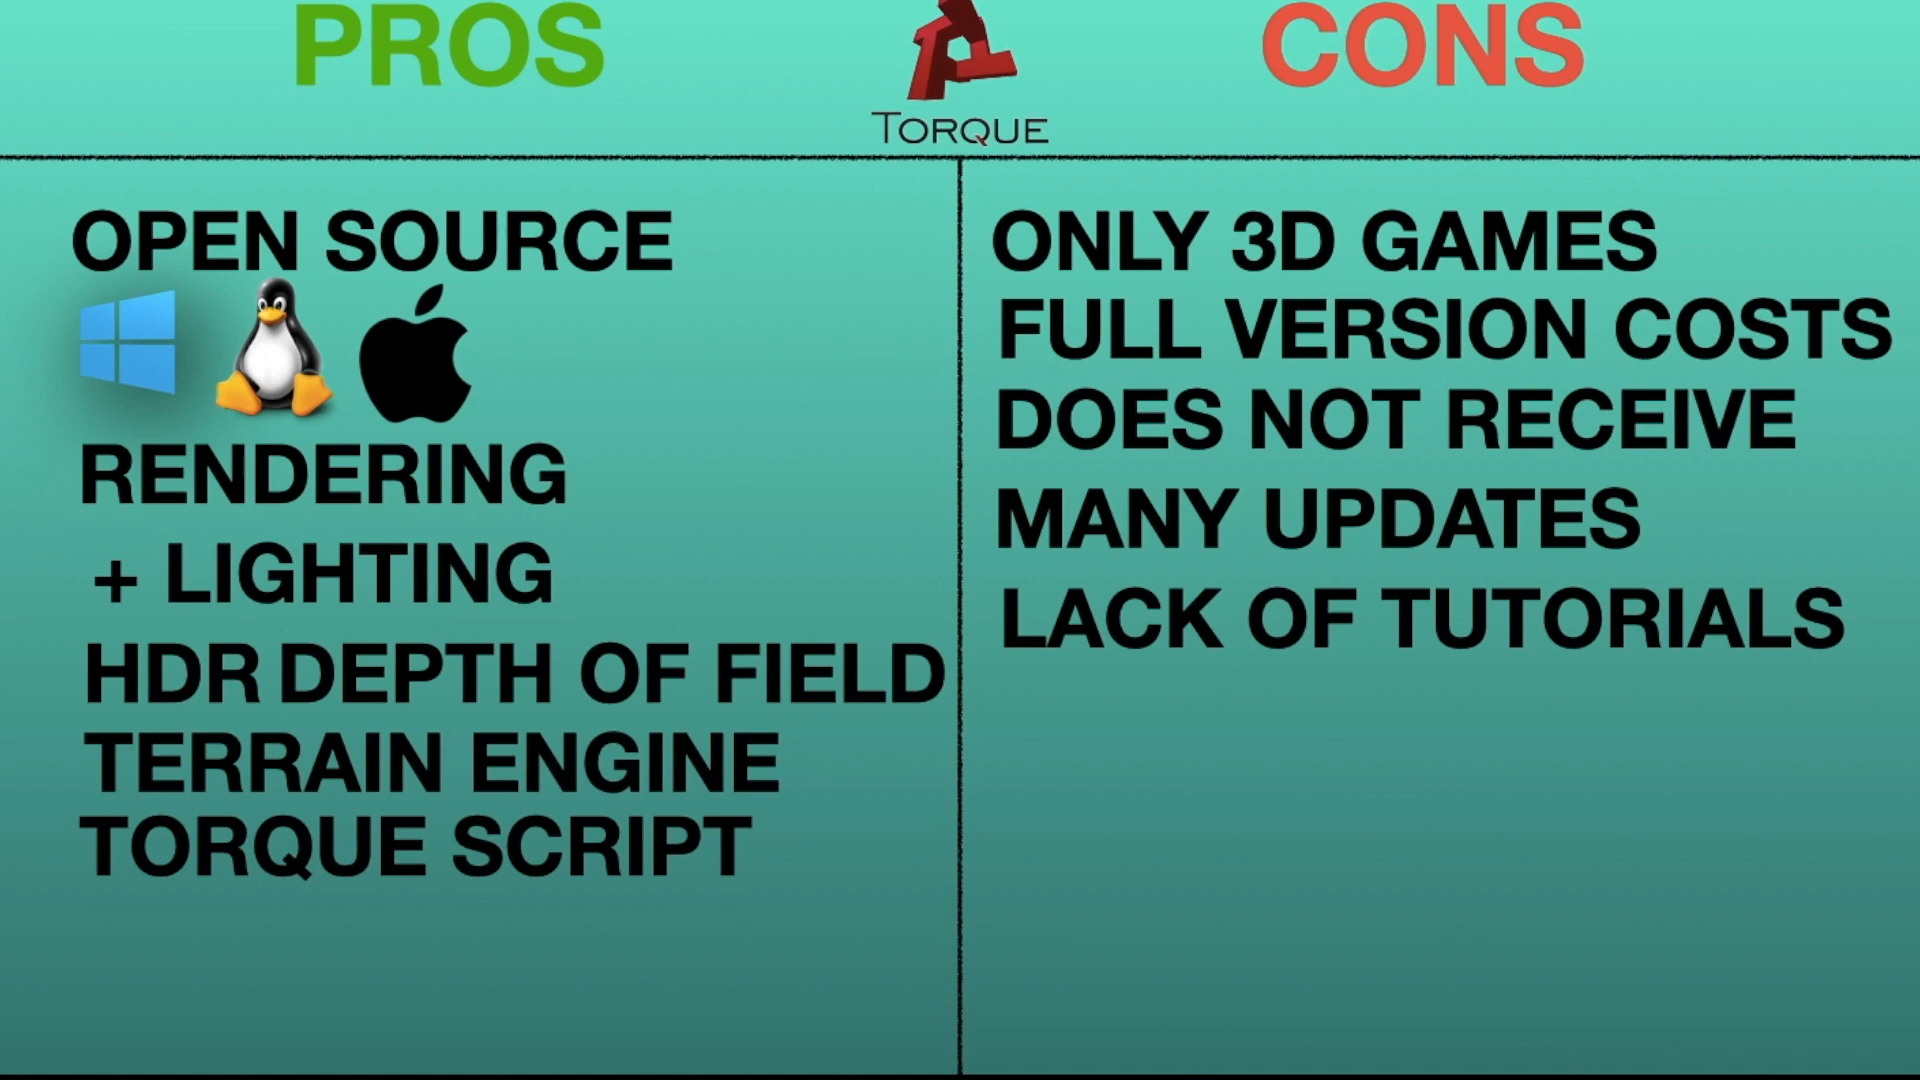 PROS
CONS
TORQUE
OPEN SOURCE
RENDERING
+ LIGHTING
HDR DEPTH OF FIELD
TERRAIN ENGINE
TORQUE SCRIPT
ONLY 3D GAMES
FULL VERSION COSTS
DOES NOT RECEIVE
MANY UPDATES
LACK OF TUTORIALS